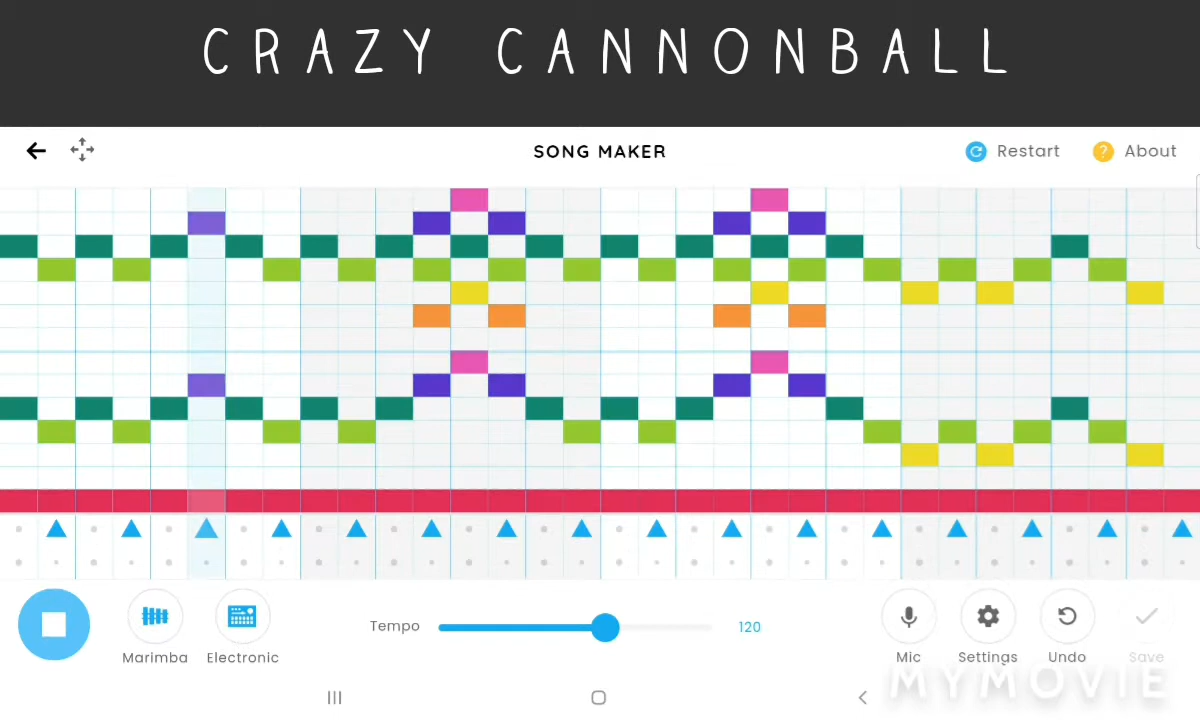 CRAZY CANNONBALL
SONG MAKER
Restart
? About
Tempo
120
Marimba
Electronic
Mic
Settings
Undo
Save
MYMOVIE